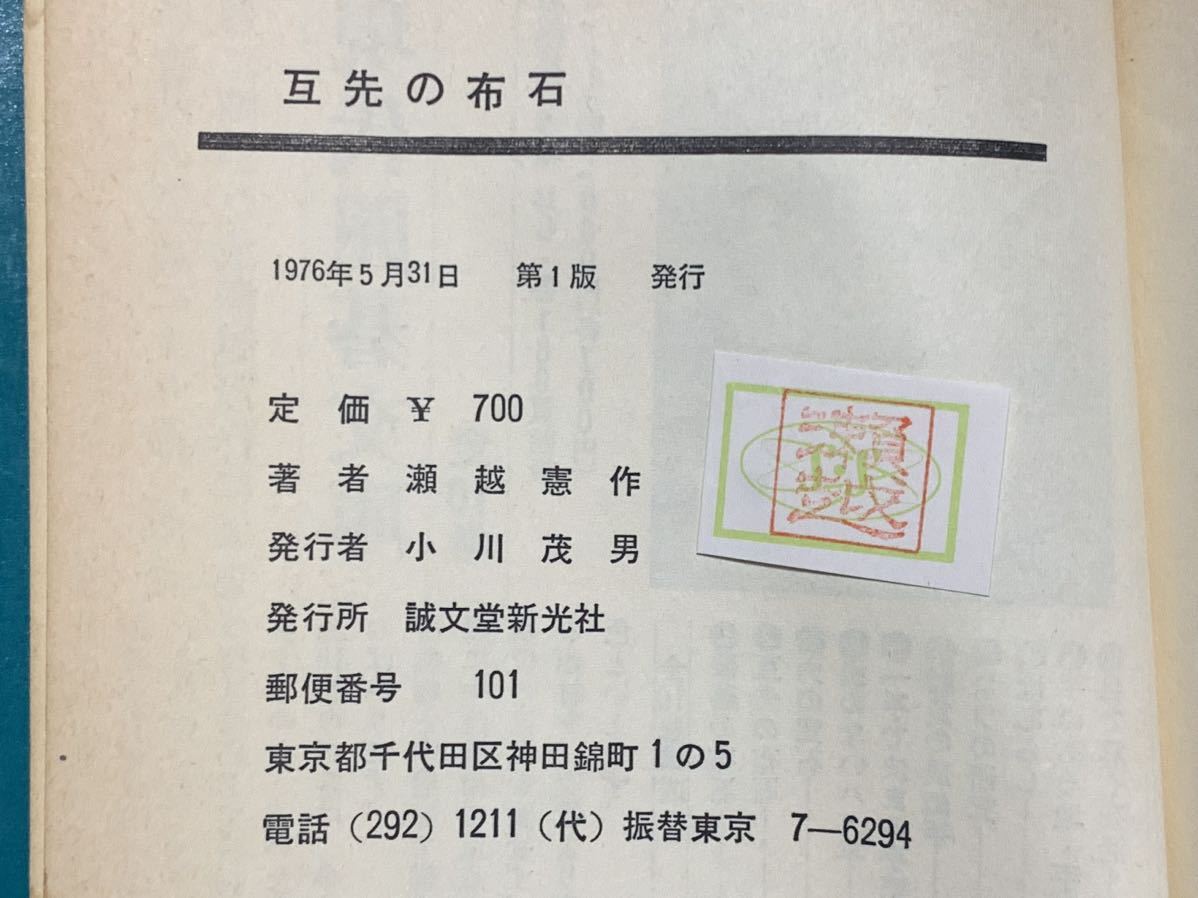 互先の布石
1976年5月31日 第1版 発行
定価 ¥ 700
著者 瀬越憲作
瀬越
発行者 小川茂男
発行所 誠文堂新光社
郵便番号 101
東京都千代田区神田錦町1の5
電話(292)1211(代)振替東京 7—6294